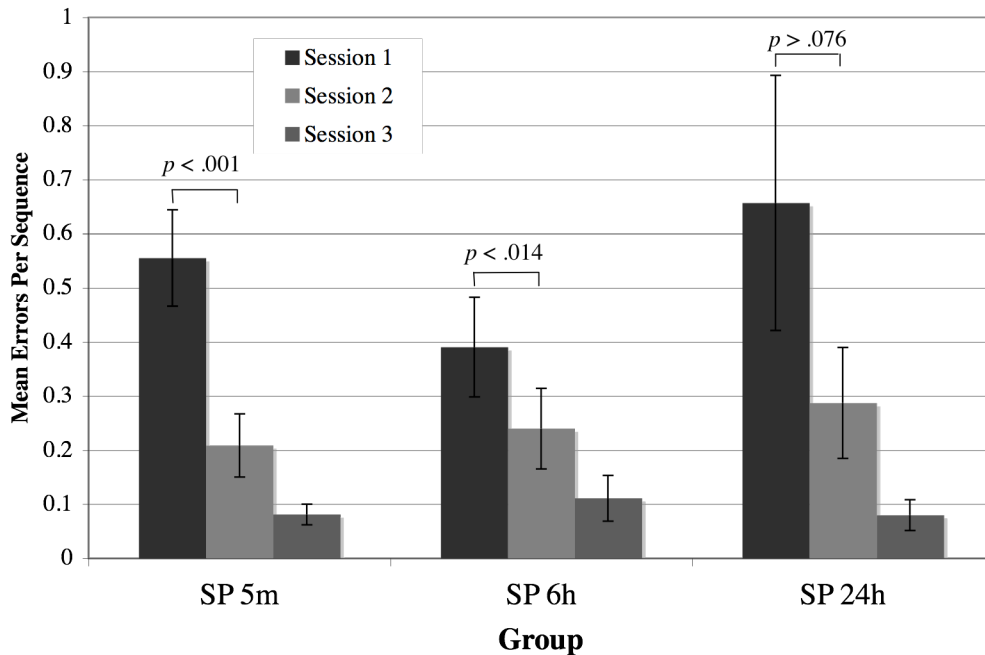 1
0.9
0.8
0.7
0.6
0.5
0.4
0.3
0.2
0.1
0
Mean Errors Per Sequence
Session 1
Session 2
Session 3
p < .001
p < .014
p > .076
SP 5m
SP 6h
SP 24h
Group